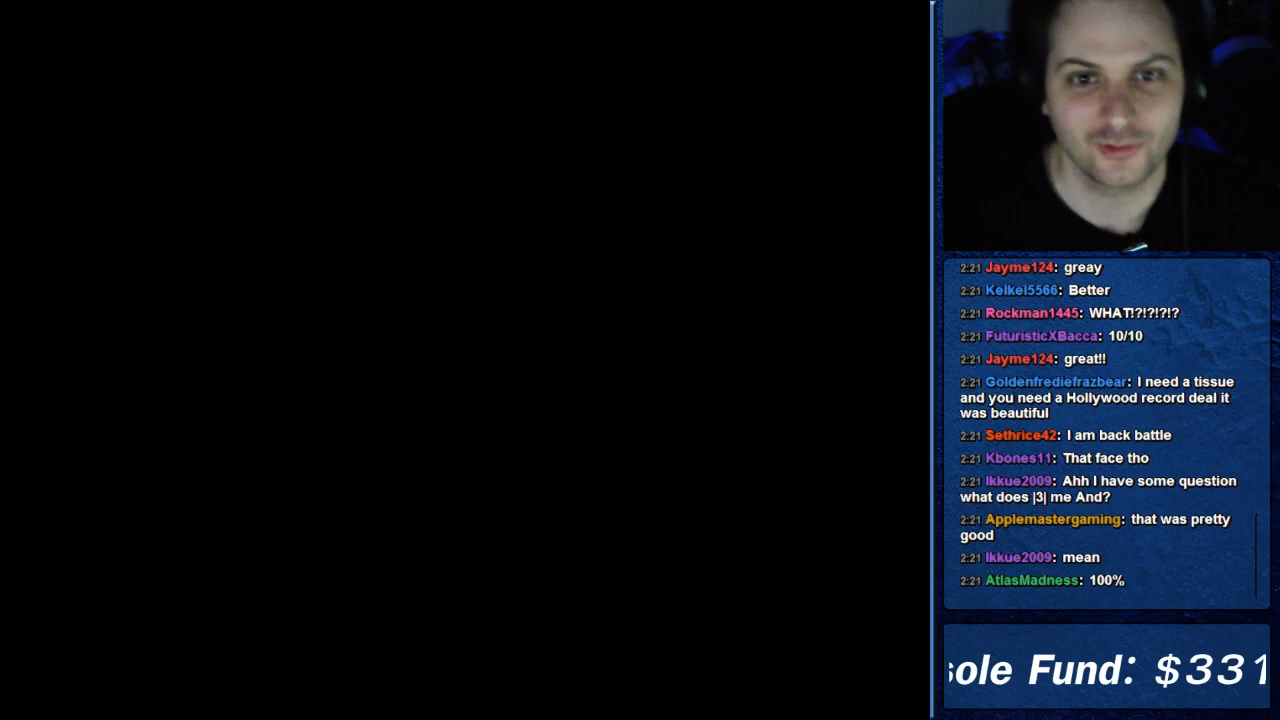 2:21 Jayme124: greay
2:21 Kelkel5566: Better
2:21 Rockman1445: WHAT!?!?!?!?
2:21 FuturisticXBacca: 10/10
2:21 Jayme124: great!!
2:21 Goldenfrediefrazbear: I need a tissue
and you need a Hollywood record deal it
was beautiful
2:21 Sethrice42: I am back battle
2:21 Kbones11: That face tho
2:21 Ikkue2009: Ahh I have some question
what does |3| me And?
2:21 Applemastergaming: that was pretty
good
2:21 Ikkue2009: mean
2:21 AtlasMadness: 100%
sole Fund: $331